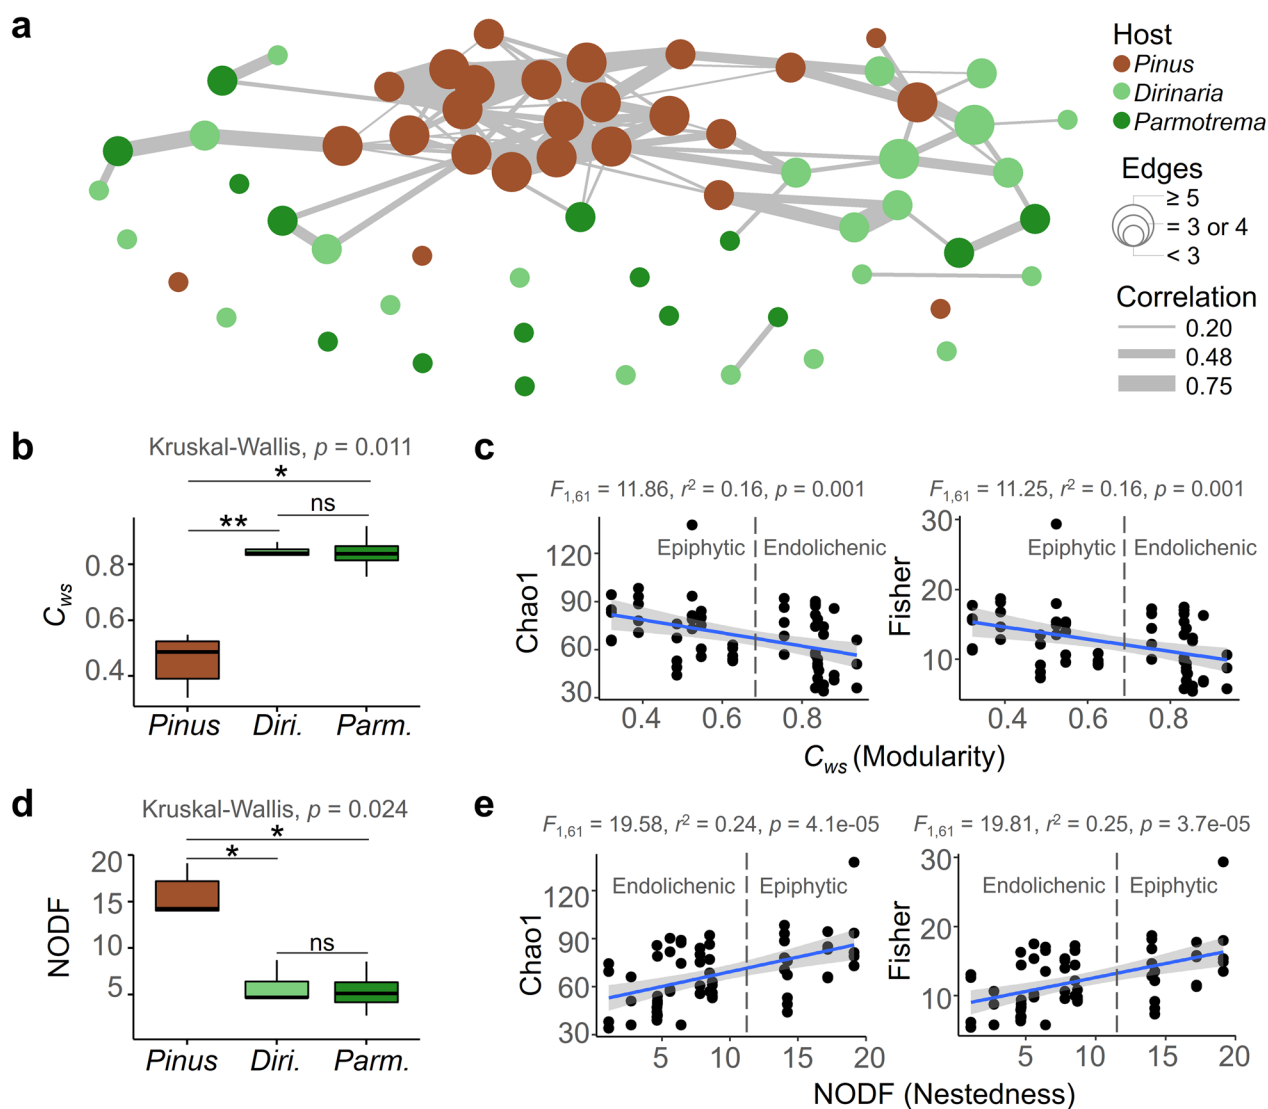 a
Host
Pinus
Dirinaria
Parmotrema
Edges
≥ 5
= 3 or 4
< 3
Correlation
0.20
0.48
0.75
b
Kruskal-Wallis, p = 0.011
*
ns
**
0.8
0.6
0.4
Cws
Pinus Diri. Parm.
c
F1,61 = 11.86, r2 = 0.16, p = 0.001
Epiphytic Endolichenic
Chao1
120
90
60
30
0.4 0.6 0.8
F1,61 = 11.25, r2 = 0.16, p = 0.001
Epiphytic Endolichenic
Fisher
30
20
10
0.4 0.6 0.8
Cws (Modularity)
d
Kruskal-Wallis, p = 0.024
*
*
ns
20
15
10
5
NODF
Pinus Diri. Parm.
e
F1,61 = 19.58, r2 = 0.24, p = 4.1e-05
Endolichenic Epiphytic
Chao1
120
90
60
30
5 10 15 20
F1,61 = 19.81, r2 = 0.25, p = 3.7e-05
Endolichenic Epiphytic
Fisher
30
20
10
5 10 15 20
NODF (Nestedness)